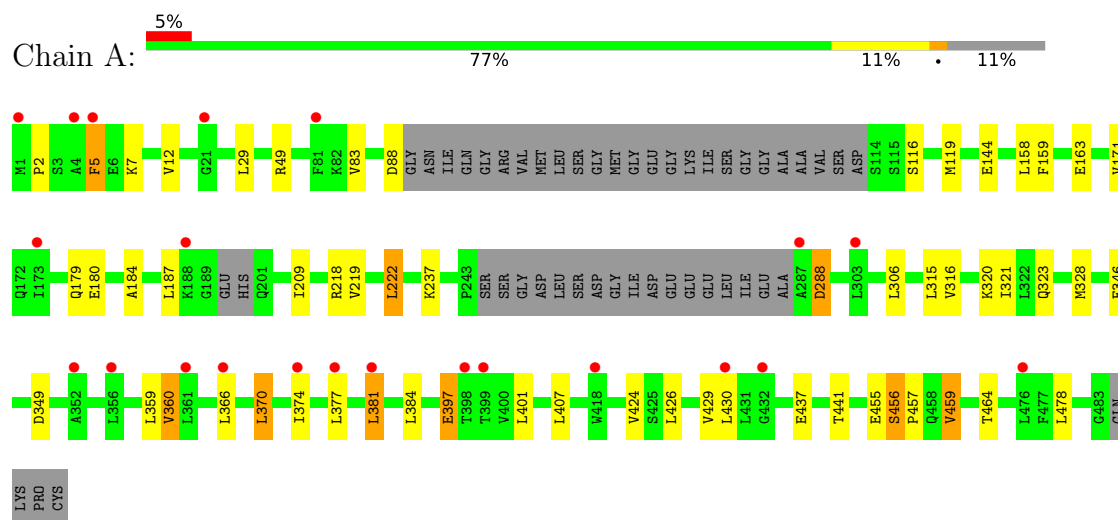 5%
Chain A:
77% 11% • 11%
M1 P2 S3 A4 F5 E6 K7 V12 G21 L29 R49 F81 K82 V83 D88 GLY ASN ILE GLN GLY ARG VAL MET LEU SER GLY MET GLY GLU GLY LYS ILE SER GLY GLY ALA ALA VAL SER ASP S114 S115 S116 M119 E144 L158 F159 E163 V171
Q172 I173 Q179 E180 A184 L187 K188 G189 GLU HIS Q201 I209 R218 V219 L222 K237 P243 SER SER GLY ASP LEU SER ASP GLY ILE ASP GLU GLU GLU LEU ILE GLU ALA A287 D288 L303 L306 L315 V316 K320 I321 L322 Q323 M328 E346
D349 A352 L356 L359 V360 L361 L366 L370 I374 L377 L381 L384 E397 T398 T399 V400 L401 L407 W418 V424 S425 L426 V429 L430 L431 G432 E437 T441 E455 S456 P457 Q458 V459 T464 L476 F477 L478 G483 GLN
LYS PRO CYS